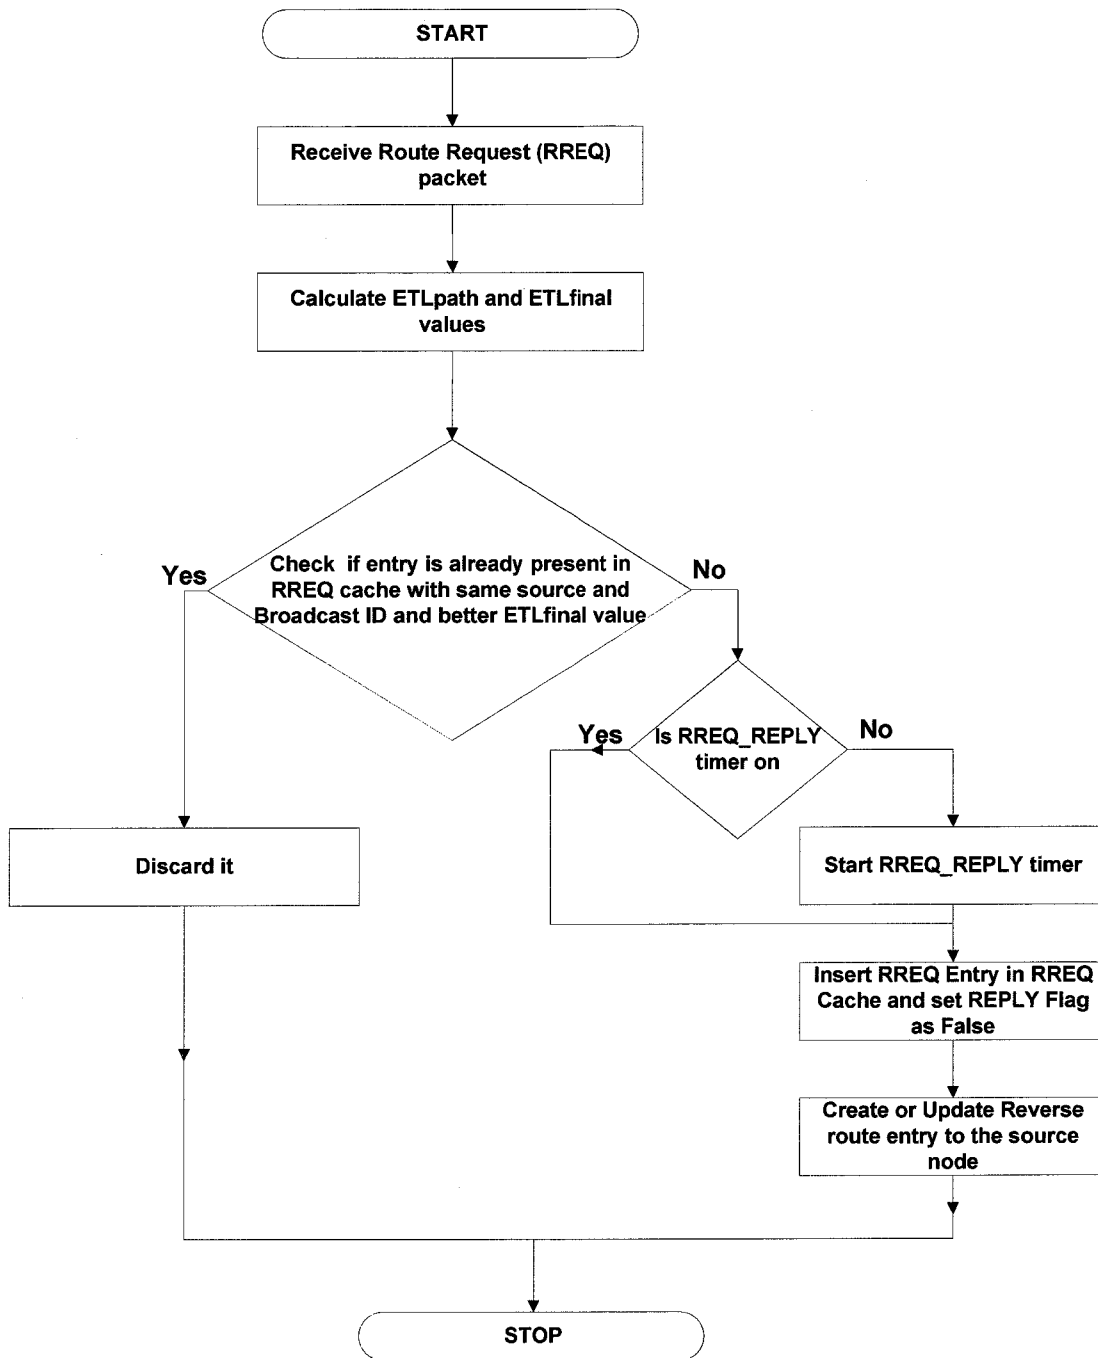 START
Receive Route Request (RREQ)
packet
Calculate ETLpath and ETLfinal
values
Check if entry is already present in
RREQ cache with same source and
Broadcast ID and better ETLfinal value
Yes
No
Is RREQ_REPLY
timer on
Yes
No
Discard it
Start RREQ_REPLY timer
Insert RREQ Entry in RREQ
Cache and set REPLY Flag
as False
Create or Update Reverse
route entry to the source
node
STOP